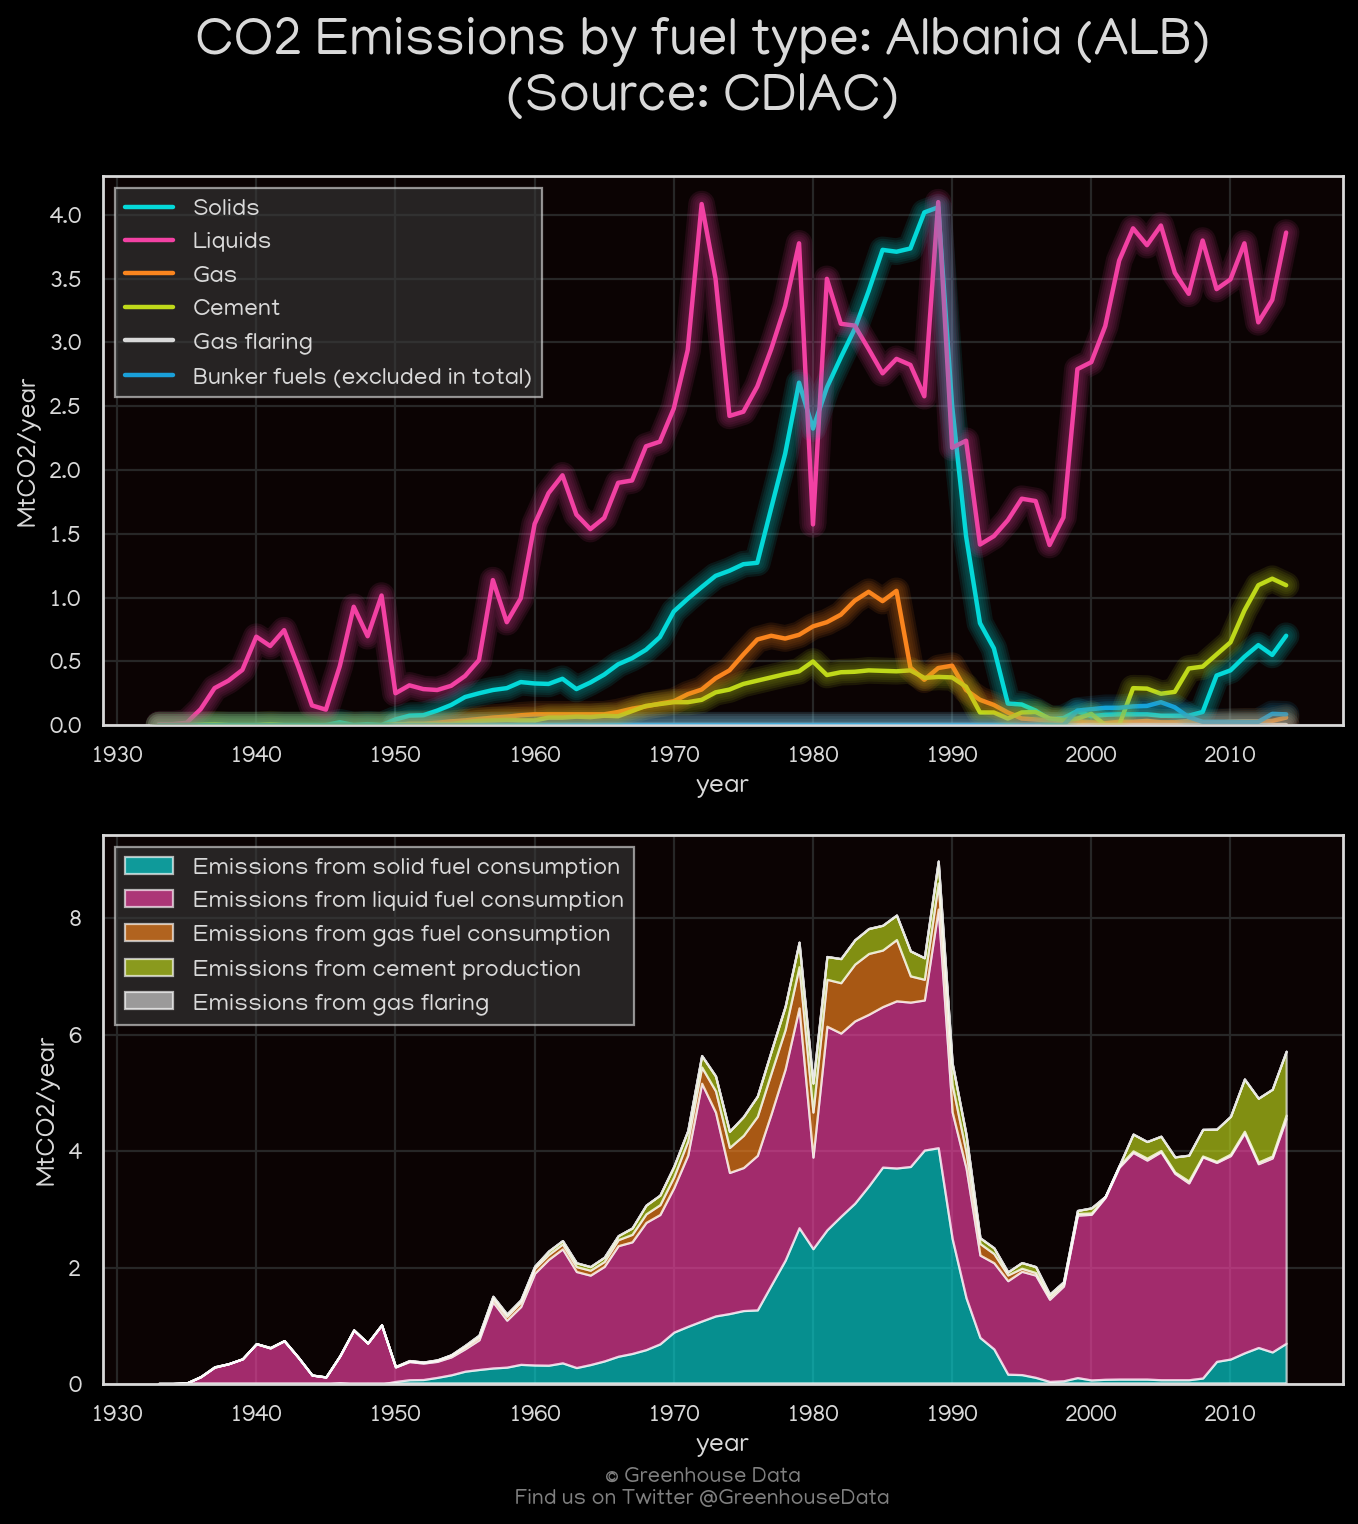 CO2 Emissions by fuel type: Albania (ALB)
(Source: CDIAC)
Solids
Liquids
Gas
Cement
Gas flaring
Bunker fuels (excluded in total)
MtCO2/year
4.0
3.5
3.0
2.5
2.0
1.5
1.0
0.5
0.0
1930 1940 1950 1960 1970 1980 1990 2000 2010
year
Emissions from solid fuel consumption
Emissions from liquid fuel consumption
Emissions from gas fuel consumption
Emissions from cement production
Emissions from gas flaring
MtCO2/year
8
6
4
2
0
1930 1940 1950 1960 1970 1980 1990 2000 2010
year
© Greenhouse Data
Find us on Twitter @GreenhouseData